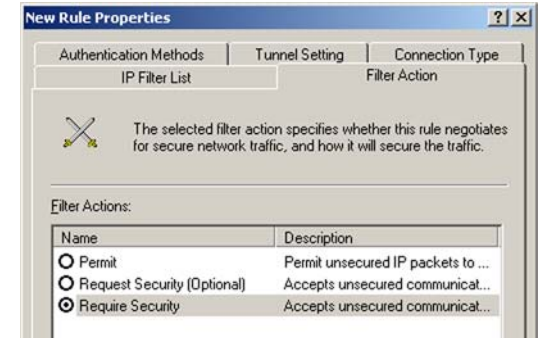 New Rule Properties
Authentication Methods Tunnel Setting Connection Type
IP Filter List Filter Action
The selected filter action specifies whether this rule negotiates
for secure network traffic, and how it will secure the traffic.
Filter Actions:
Name Description
Permit Permit unsecured IP packets to ...
Request Security (Optional) Accepts unsecured communicat...
Require Security Accepts unsecured communicat...